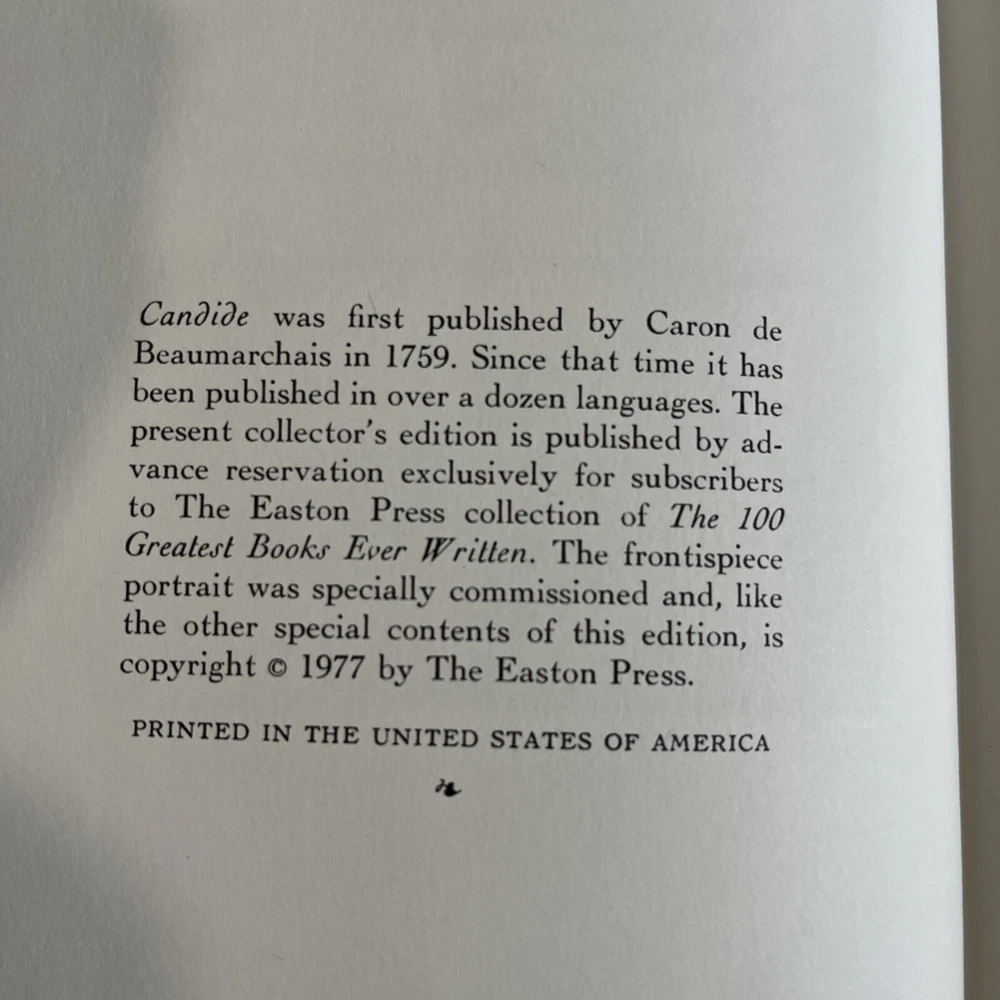 Candide was first published by Caron de
Beaumarchais in 1759. Since that time it has
been published in over a dozen languages. The
present collector's edition is published by ad-
vance reservation exclusively for subscribers
to The Easton Press collection of The 100
Greatest Books Ever Written. The frontispiece
portrait was specially commissioned and, like
the other special contents of this edition, is
copyright © 1977 by The Easton Press.
PRINTED IN THE UNITED STATES OF AMERICA